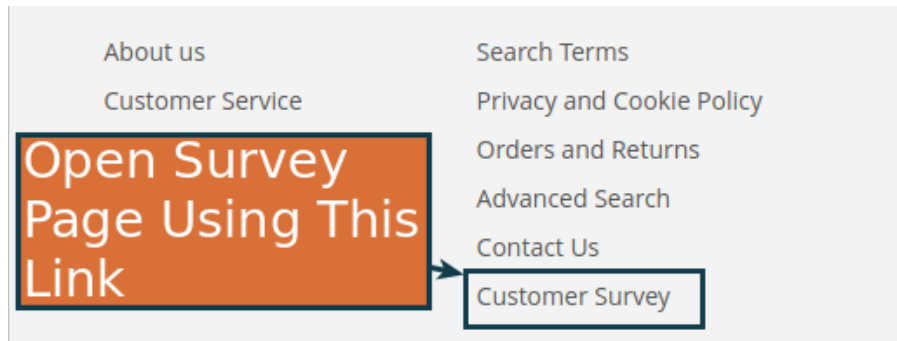 About us
Customer Service
Open Survey
Page Using This
Link
Search Terms
Privacy and Cookie Policy
Orders and Returns
Advanced Search
Contact Us
Customer Survey